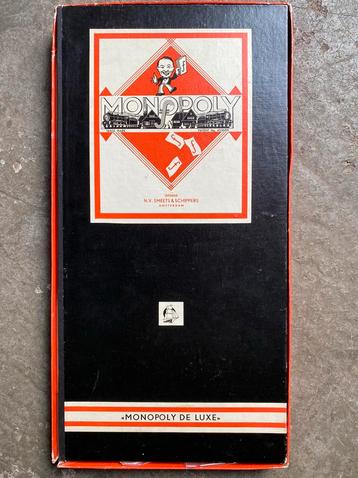 MONOPOLY
N.V. SMEETS & SCHIPPERS
AMSTERDAM
«MONOPOLY DE LUXE»